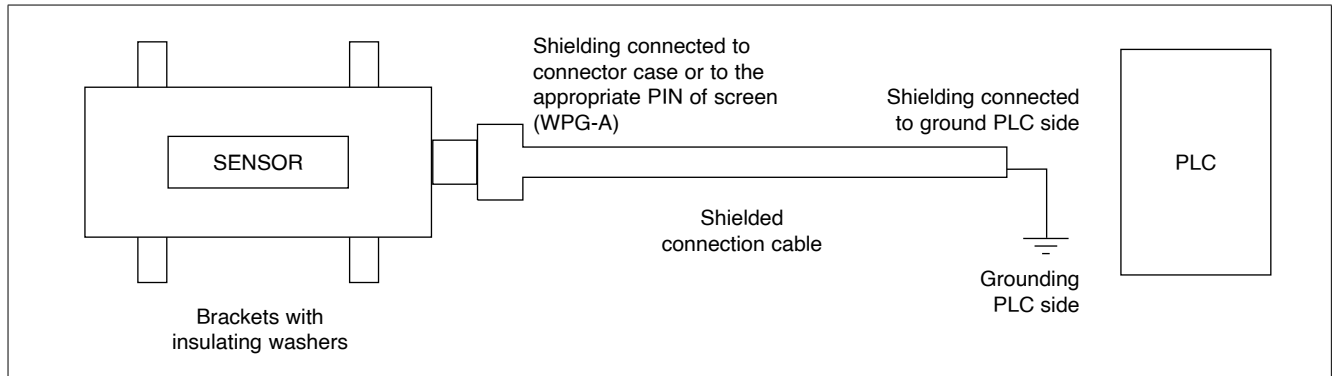 Shielding connected to
connector case or to the
appropriate PIN of screen
(WPG-A)
Shielding connected
to ground PLC side
SENSOR
PLC
Shielded
connection cable
Grounding
PLC side
Brackets with
insulating washers